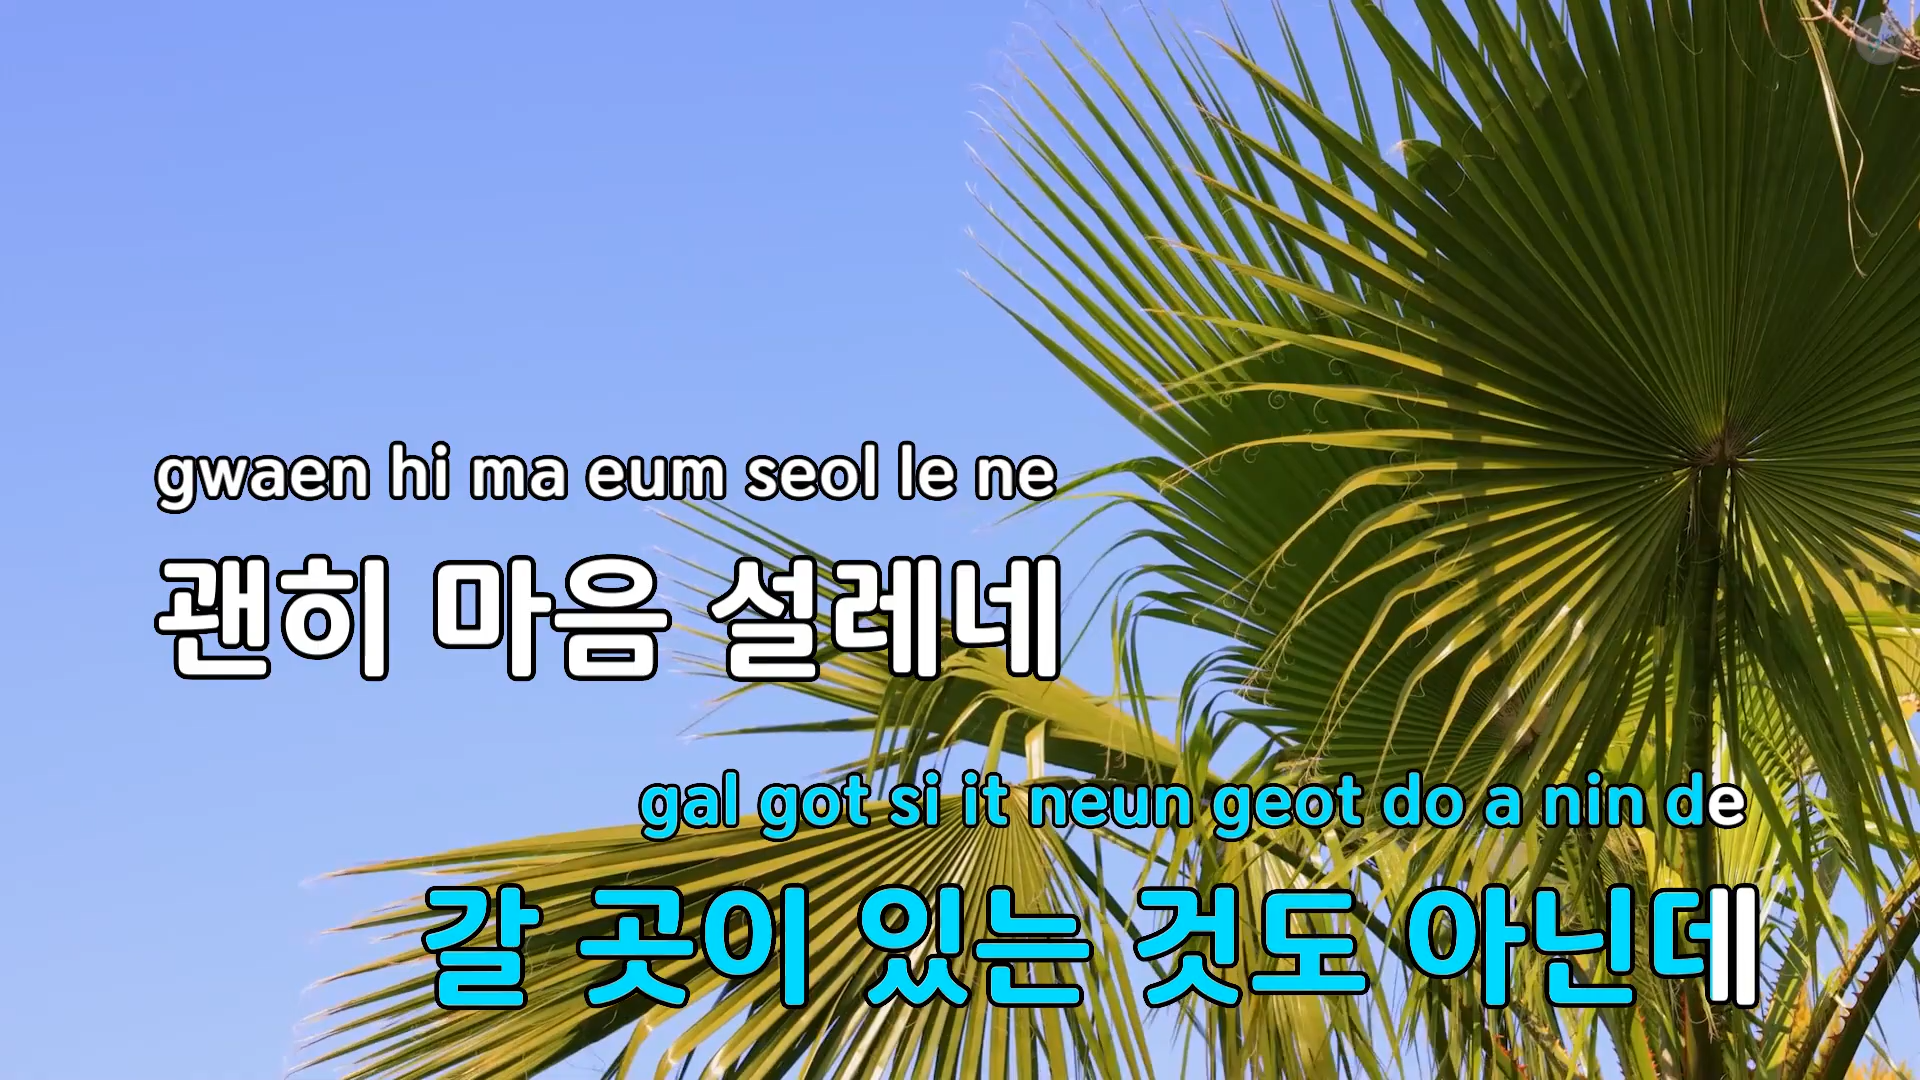 gwaen hi ma eum seol le ne
괜히 마음 설레네
gal got si it neun geot do a nin de
갈 곳이 있는 것도 아닌데